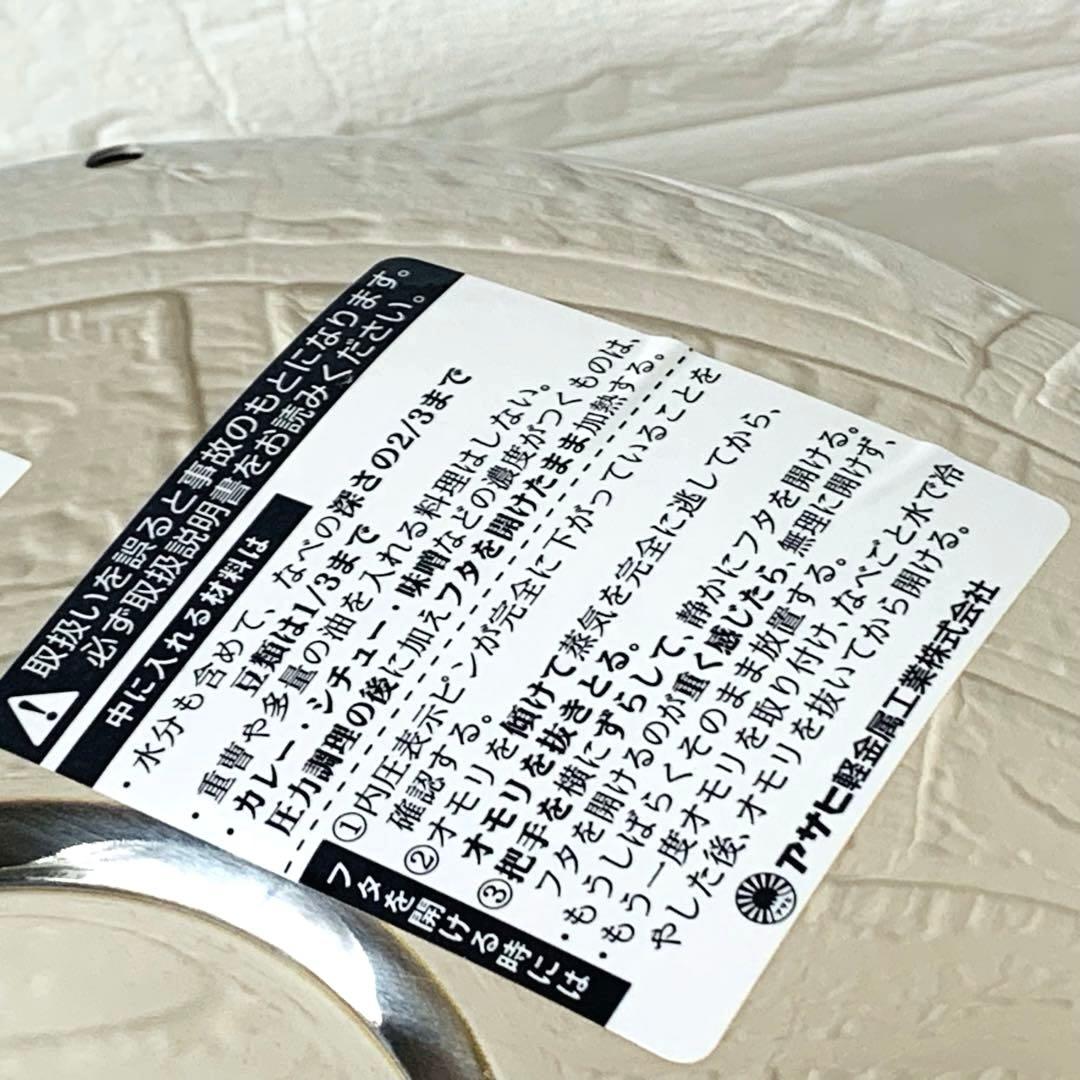 取扱いを誤ると事故のもとになります。
必ず取扱説明書をお読みください。
中に入れる材料は
・水分も含めて、なべの深さの2/3まで
豆類は1/3まで
・重曹や多量の油を入れる料理はしない。
・カレー・シチュー・味噌などの濃度がつくものは、
圧力調理の後に加えフタを開けたまま加熱する。
フタを開ける時には
①内圧表示ピンが完全に下がっていることを
確認する。
②オモリを傾けて蒸気を完全に逃してから、
オモリを抜きとる。
③把手を横にずらして、静かにフタを開ける。
・フタを開けるのが重く感じたら、無理に開けず、
もうしばらくそのまま放置する。
・もう一度オモリを取り付け、なべごと水で冷
やした後、オモリを抜いてから開ける。
アサヒ
アサヒ軽金属工業株式会社